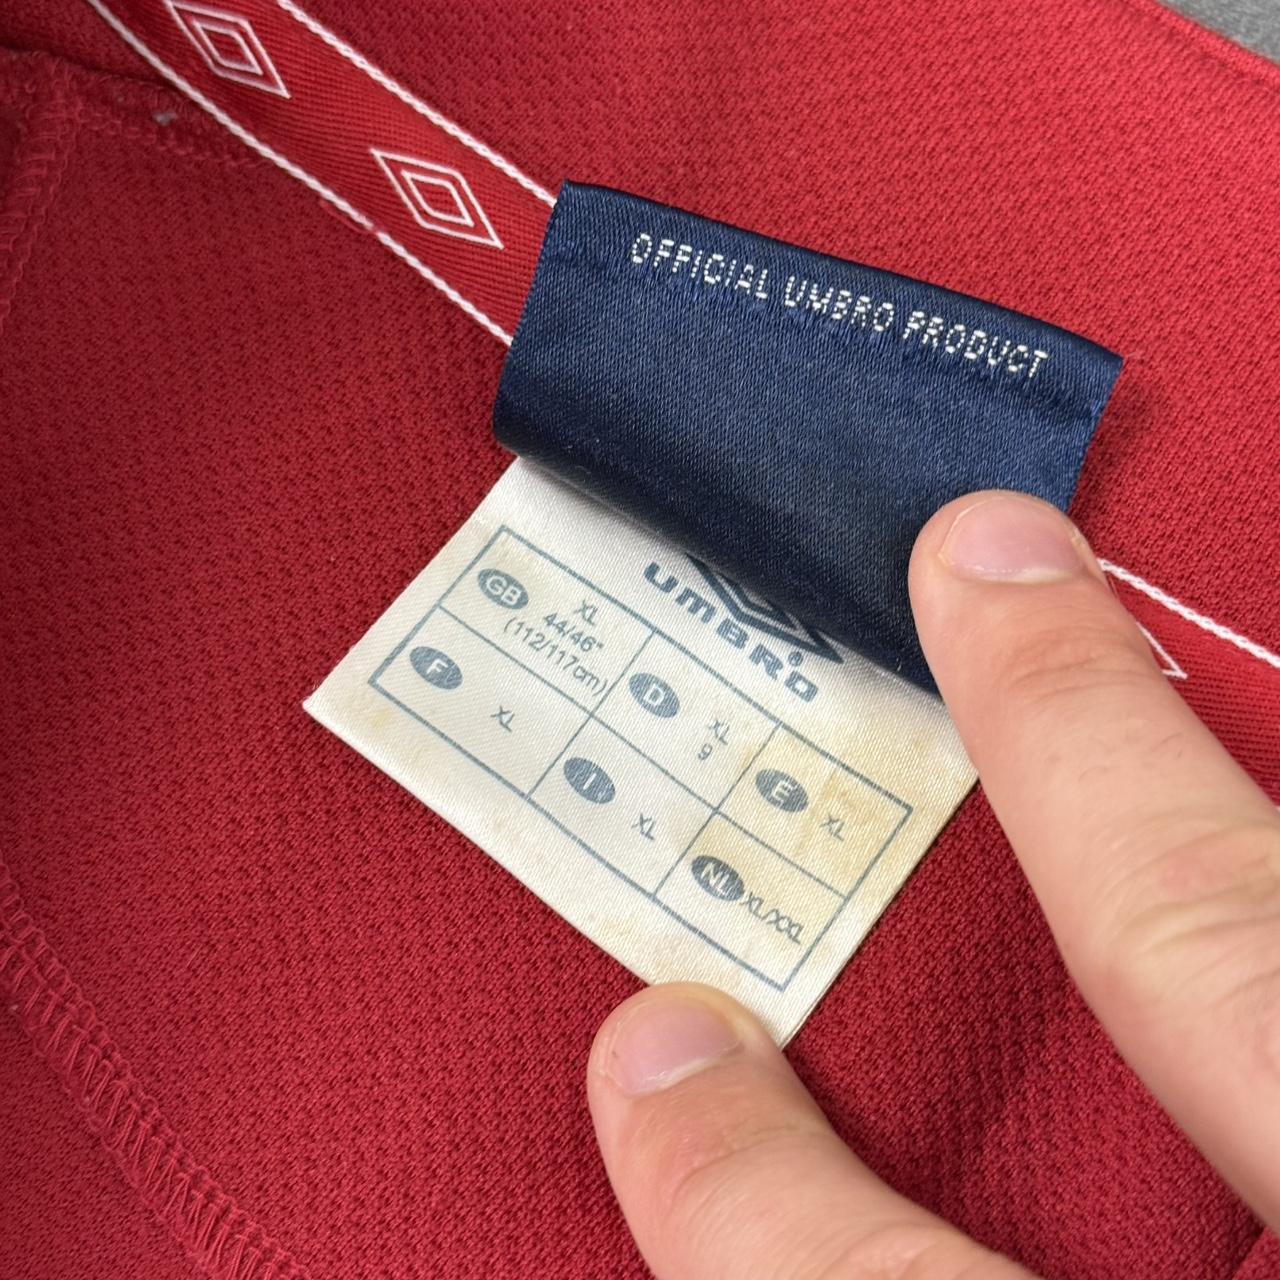 OFFICIAL UMBRO PRODUCT
UMBRO
GB XL
44/46"
(112/117cm)
D XL
9
E XL
F XL
I XL
NL XL/XXL